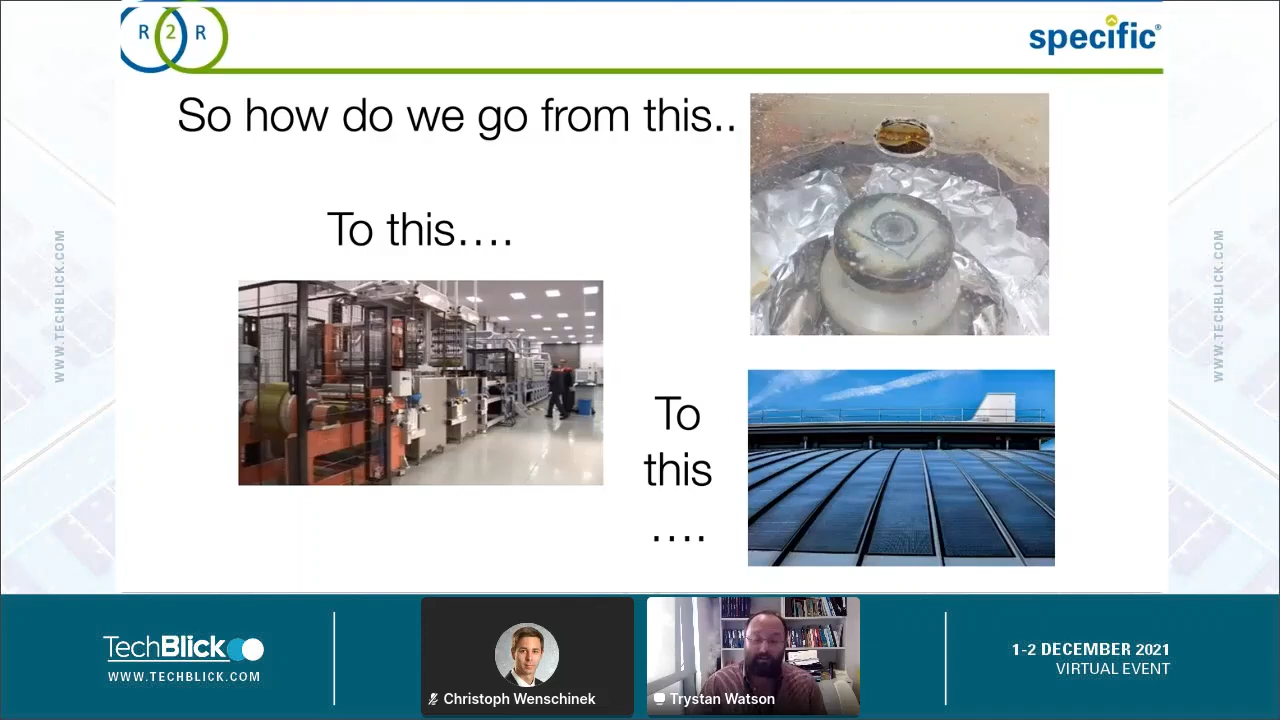 R 2 R
specific®
So how do we go from this..
To this….
To
this
….
WWW.TECHBLICK.COM
WWW.TECHBLICK.COM
TechBlick
WWW.TECHBLICK.COM
Christoph Wenschinek
Trystan Watson
1-2 DECEMBER 2021
VIRTUAL EVENT